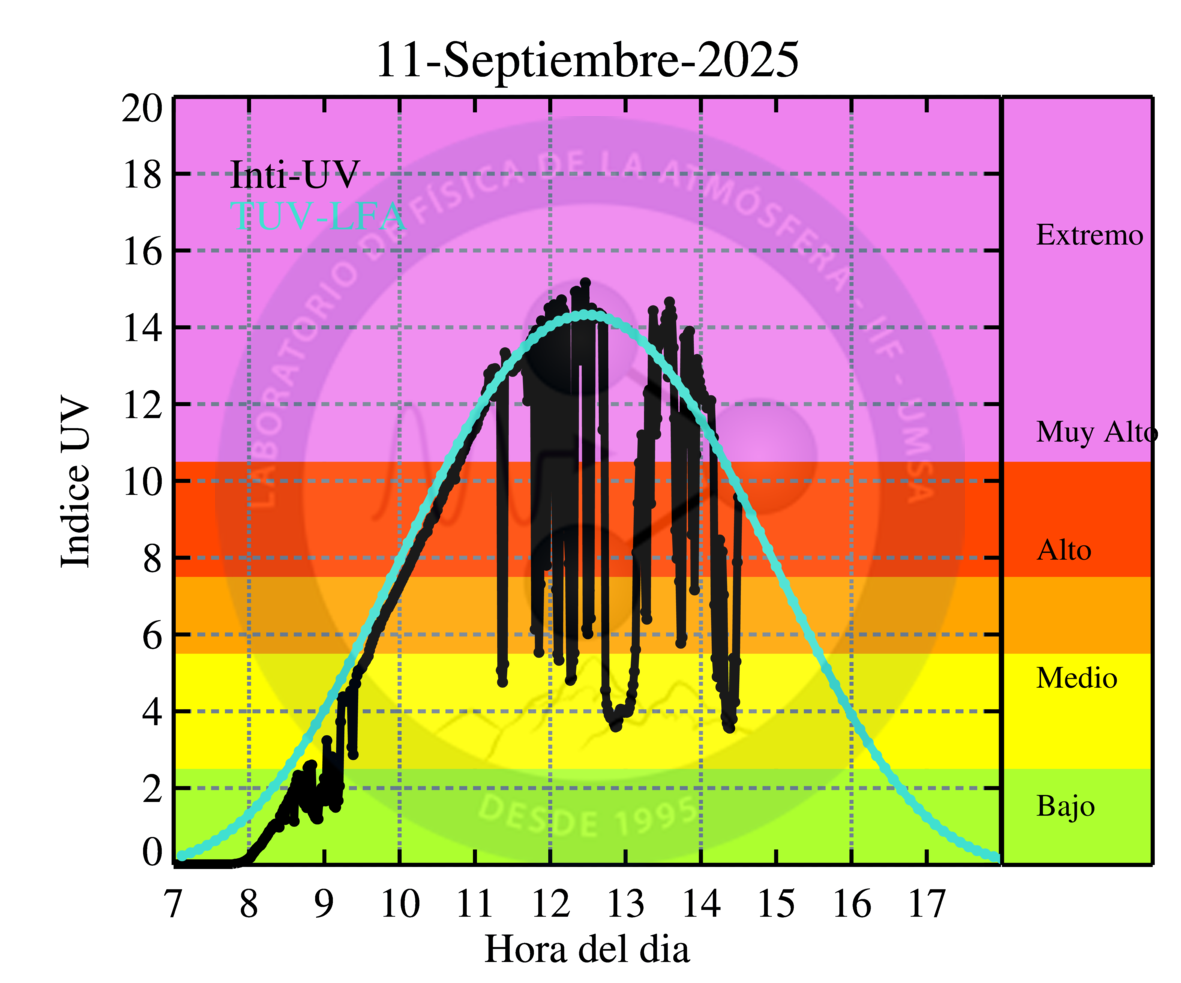 11-Septiembre-2025
20
18
16
14
12
10
8
6
4
2
0
Indice UV
Inti-UV
TUV-LFA
LABORATORIO DE FÍSICA DE LA ATMÓSFERA - IIF - UMSA
DESDE 1995
Extremo
Muy Alto
Alto
Medio
Bajo
7 8 9 10 11 12 13 14 15 16 17
Hora del dia